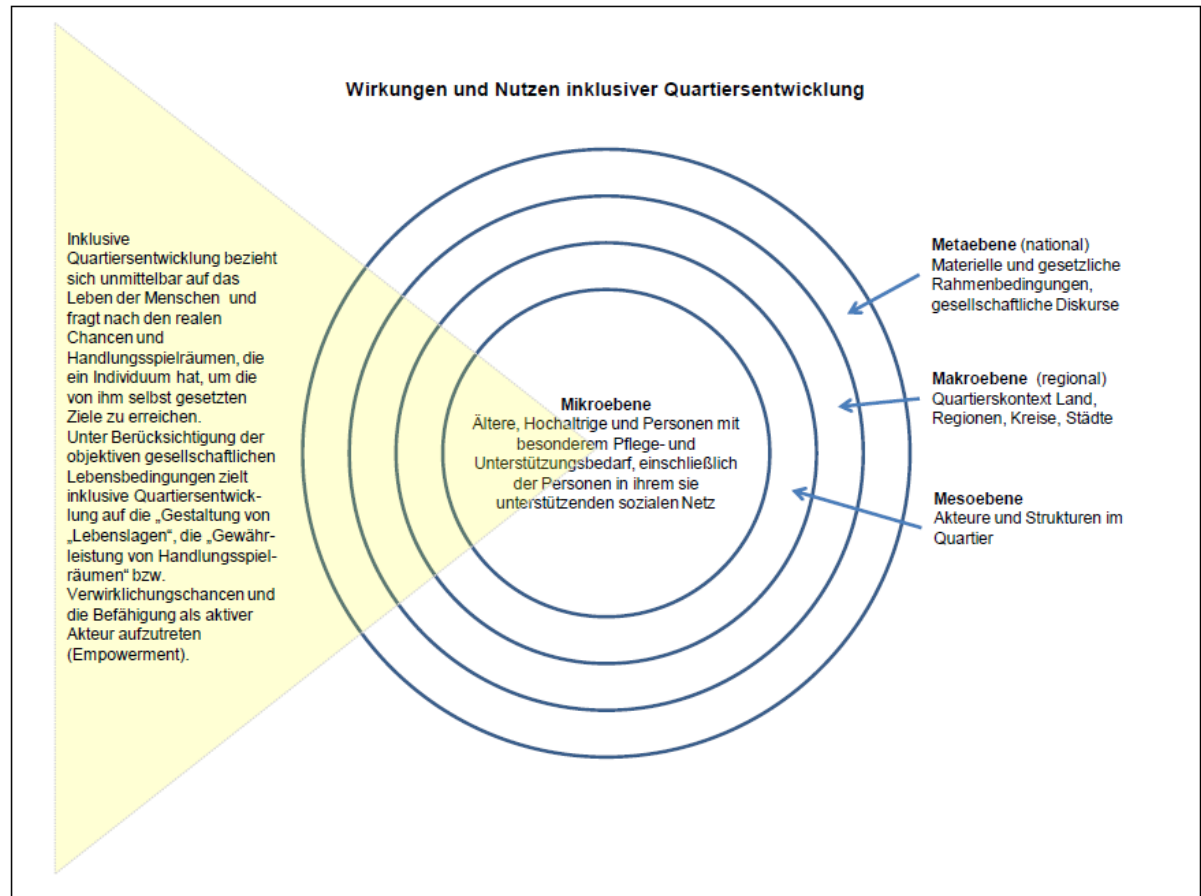 Wirkungen und Nutzen inklusiver Quartiersentwicklung
Inklusive
Quartiersentwicklung bezieht
sich unmittelbar auf das
Leben der Menschen und
fragt nach den realen
Chancen und
Handlungsspielräumen, die
ein Individuum hat, um die
von ihm selbst gesetzten
Ziele zu erreichen.
Unter Berücksichtigung der
objektiven gesellschaftlichen
Lebensbedingungen zielt
inklusive Quartiersentwick-
lung auf die „Gestaltung von
„Lebenslagen“, die „Gewähr-
leistung von Handlungsspiel-
räumen“ bzw.
Verwirklichungschancen und
die Befähigung als aktiver
Akteur aufzutreten
(Empowerment).
Mikroebene
Ältere, Hochaltrige und Personen mit
besonderem Pflege- und
Unterstützungsbedarf, einschließlich
der Personen in ihrem sie
unterstützenden sozialen Netz
Metaebene (national)
Materielle und gesetzliche
Rahmenbedingungen,
gesellschaftliche Diskurse
Makroebene (regional)
Quartierskontext Land,
Regionen, Kreise, Städte
Mesoebene
Akteure und Strukturen im
Quartier